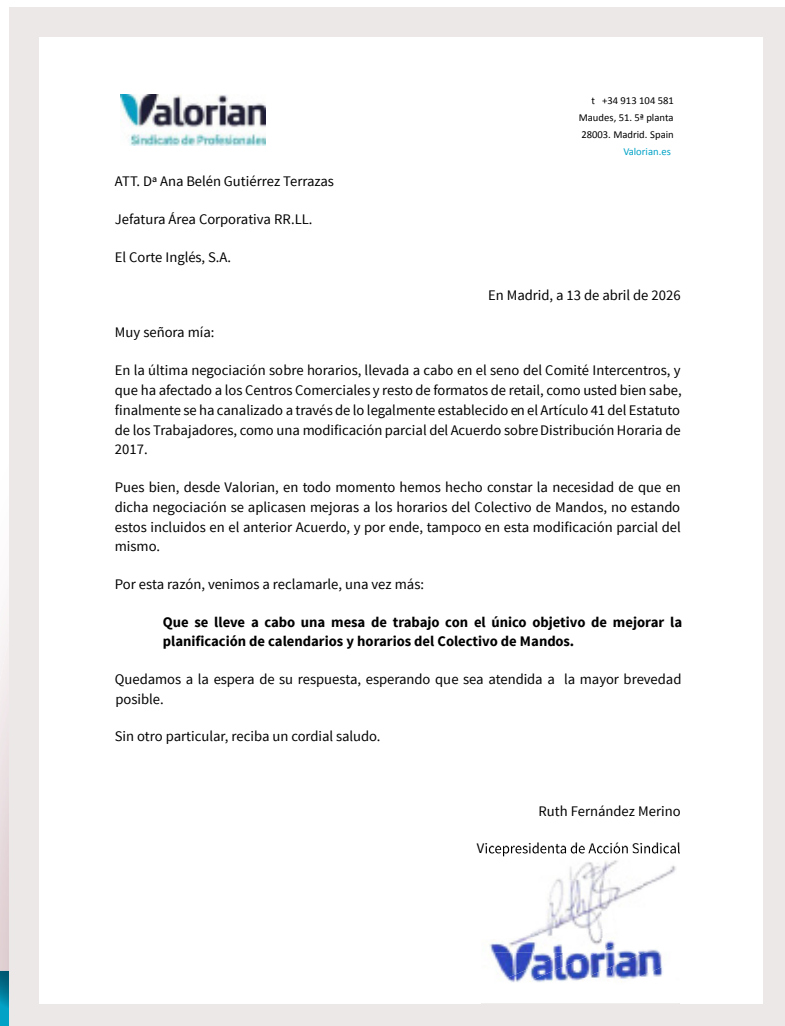 Valorian
Sindicato de Profesionales
t +34 913 104 581
Maudes, 51. 5ª planta
28003. Madrid. Spain
Valorian.es
ATT. Dª Ana Belén Gutiérrez Terrazas
Jefatura Área Corporativa RR.LL.
El Corte Inglés, S.A.
En Madrid, a 13 de abril de 2026
Muy señora mía:
En la última negociación sobre horarios, llevada a cabo en el seno del Comité Intercentros, y
que ha afectado a los Centros Comerciales y resto de formatos de retail, como usted bien sabe,
finalmente se ha canalizado a través de lo legalmente establecido en el Artículo 41 del Estatuto
de los Trabajadores, como una modificación parcial del Acuerdo sobre Distribución Horaria de
2017.
Pues bien, desde Valorian, en todo momento hemos hecho constar la necesidad de que en
dicha negociación se aplicasen mejoras a los horarios del Colectivo de Mandos, no estando
estos incluidos en el anterior Acuerdo, y por ende, tampoco en esta modificación parcial del
mismo.
Por esta razón, venimos a reclamarle, una vez más:
Que se lleve a cabo una mesa de trabajo con el único objetivo de mejorar la
planificación de calendarios y horarios del Colectivo de Mandos.
Quedamos a la espera de su respuesta, esperando que sea atendida a la mayor brevedad
posible.
Sin otro particular, reciba un cordial saludo.
Ruth Fernández Merino
Vicepresidenta de Acción Sindical
Valorian